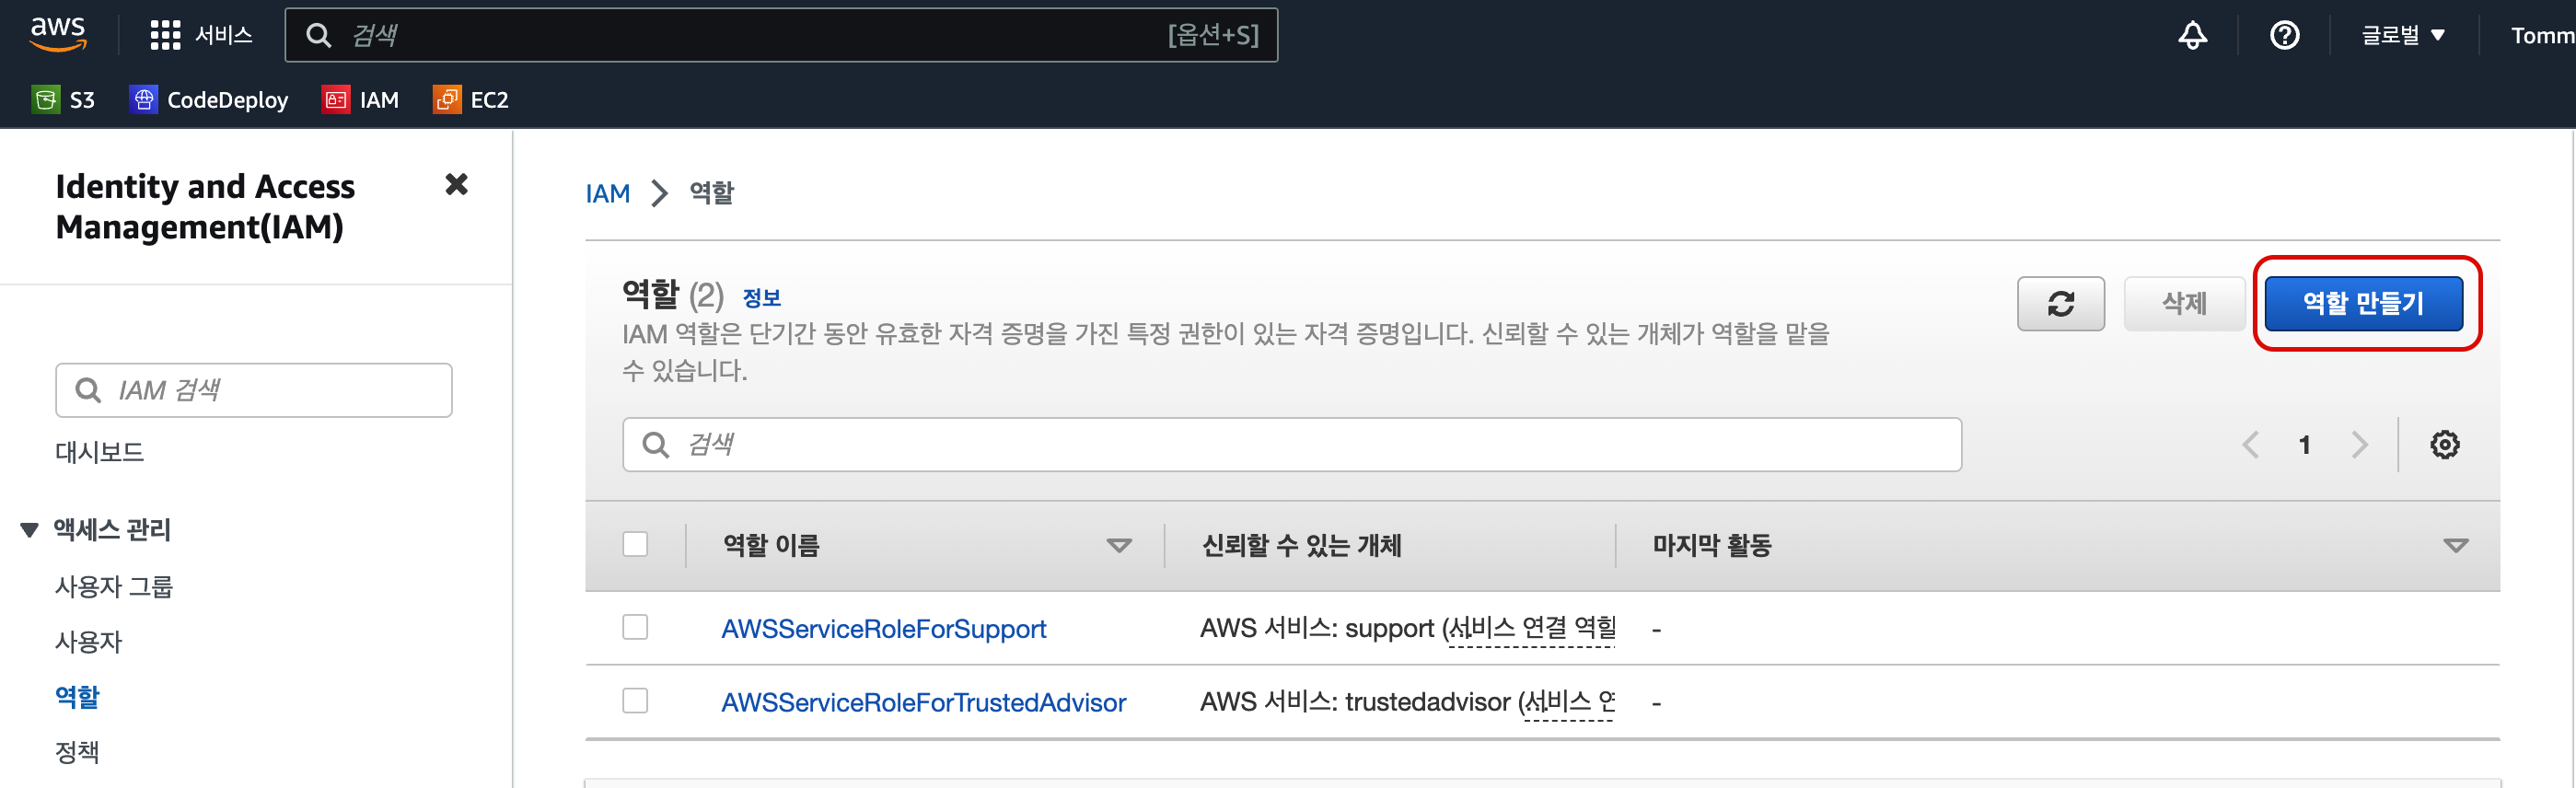 aws
서비스
검색
[옵션+S]
글로벌
Tomm
S3
CodeDeploy
IAM
EC2
Identity and Access
Management(IAM)
IAM 검색
대시보드
액세스 관리
사용자 그룹
사용자
역할
정책
IAM
역할
역할 (2) 정보
IAM 역할은 단기간 동안 유효한 자격 증명을 가진 특정 권한이 있는 자격 증명입니다. 신뢰할 수 있는 개체가 역할을 맡을
수 있습니다.
삭제
역할 만들기
검색
1
역할 이름
신뢰할 수 있는 개체
마지막 활동
AWSServiceRoleForSupport
AWS 서비스: support (서비스 연결 역할
-
AWSServiceRoleForTrustedAdvisor
AWS 서비스: trustedadvisor (서비스 연
-